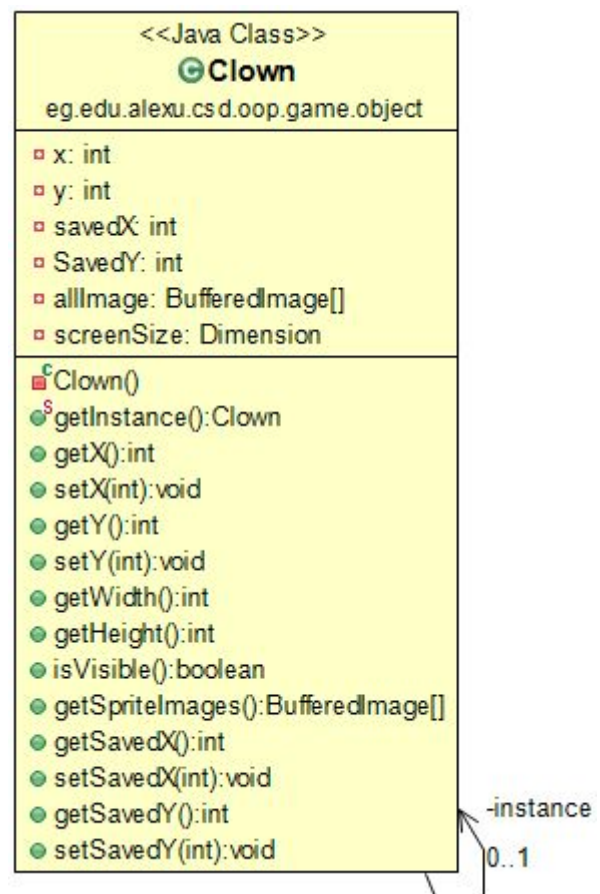 <<Java Class>>
Clown
eg.edu.alexu.csd.oop.game.object
x: int
y: int
savedX: int
SavedY: int
allImage: BufferedImage[]
screenSize: Dimension
Clown()
getInstance():Clown
getX():int
setX(int):void
getY():int
setY(int):void
getWidth():int
getHeight():int
isVisible():boolean
getSpriteImages():BufferedImage[]
getSavedX():int
setSavedX(int):void
getSavedY():int
setSavedY(int):void
-instance
0..1